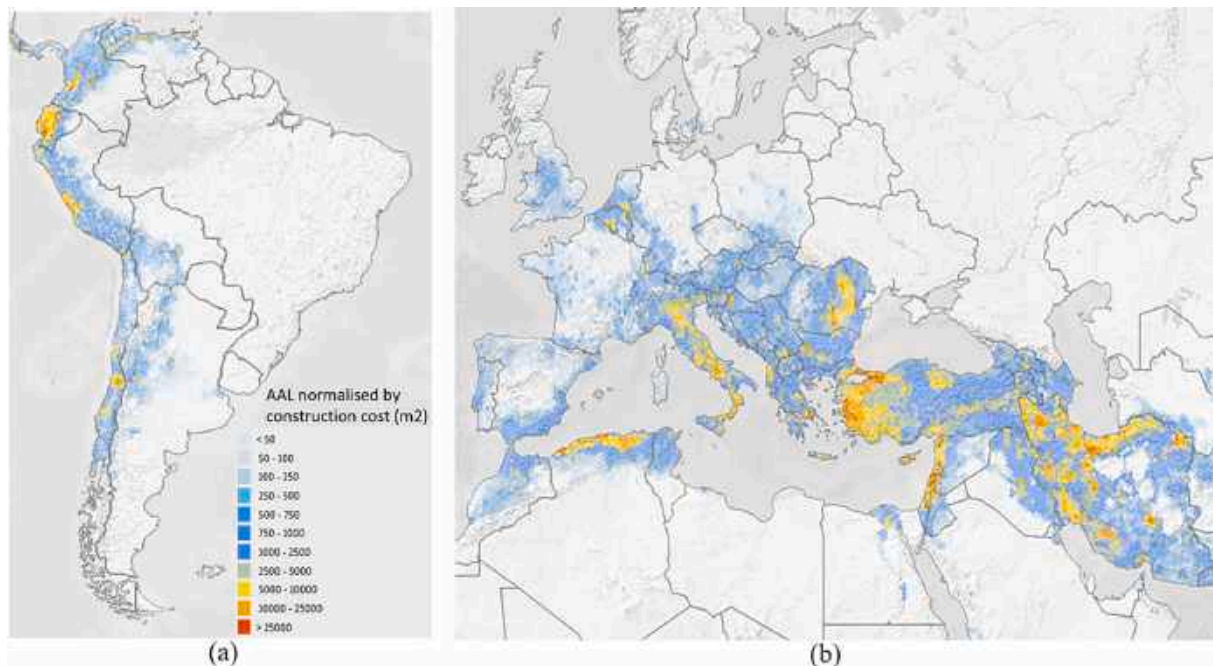 AAL normalised by
construction cost (m2)
< 50
50 - 100
100 - 250
250 - 500
500 - 750
750 - 1000
1000 - 2500
2500 - 5000
5000 - 10000
10000 - 25000
> 25000
(a)
(b)